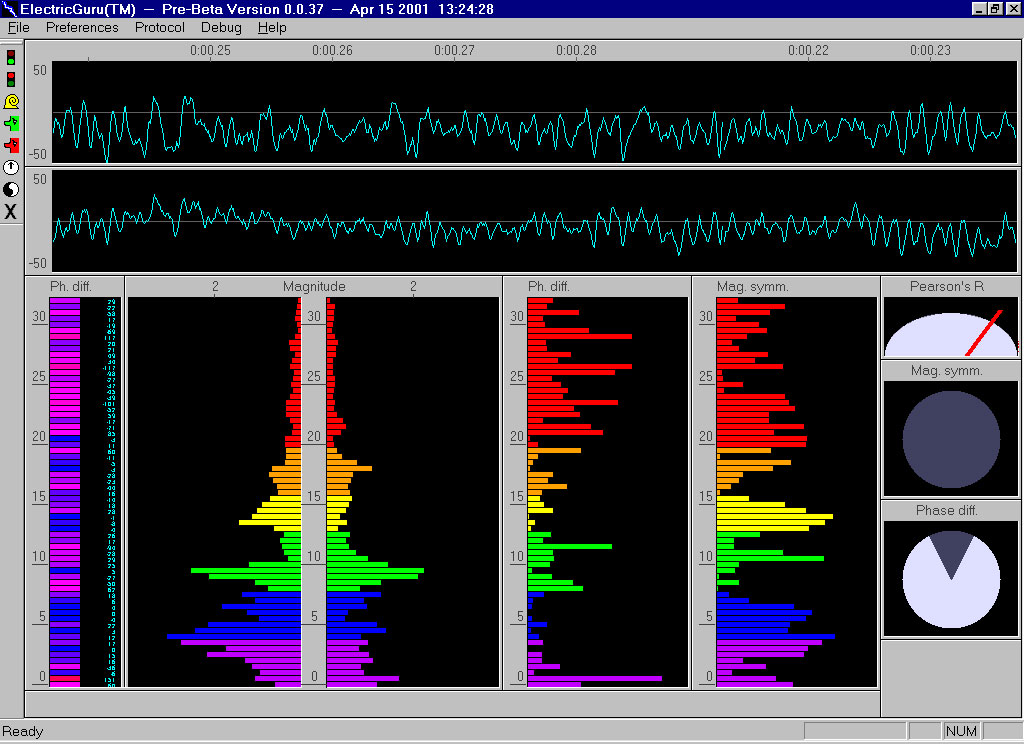 ElectricGuru(TM) — Pre-Beta Version 0.0.37 — Apr 15 2001 13:24:28
File Preferences Protocol Debug Help
0:00.25 0:00.26 0:00.27 0:00.28 0:00.22 0:00.23
50
-50
50
-50
X
Ph. diff. 2 Magnitude 2 Ph. diff. Mag. symm. Pearson's R
30 30 30 30
25 25 25 25
Mag. symm.
20 20 20 20
15 15 15 15
Phase diff.
10 10 10 10
5 5 5 5
0 0 0 0
Ready NUM